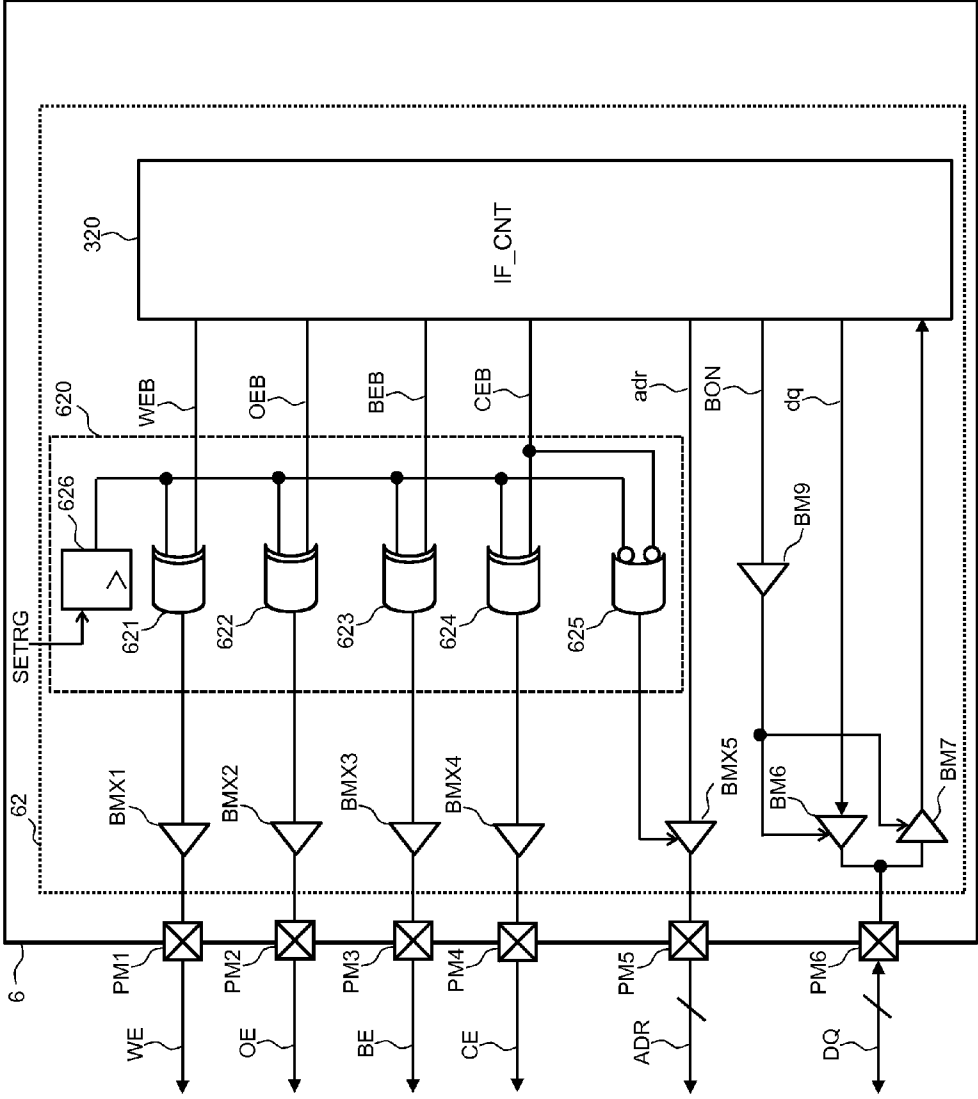 SETRG
62
626
620
320
IF_CNT
WEB
OEB
BEB
CEB
adr
BON
dq
621
622
623
624
625
BM9
BMX1
BMX2
BMX3
BMX4
BMX5
BM6
BM7
6
PM1
PM2
PM3
PM4
PM5
PM6
WE
OE
BE
CE
ADR
DQ